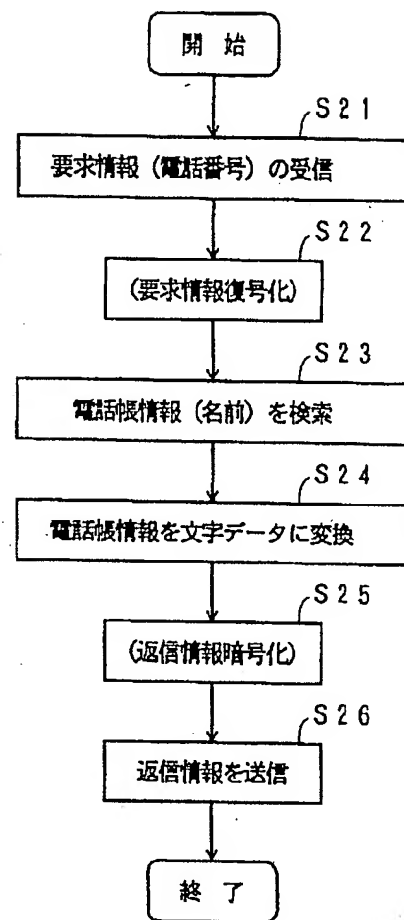 開 始
S21
要求情報（電話番号）の受信
S22
（要求情報復号化）
S23
電話帳情報（名前）を検索
S24
電話帳情報を文字データに変換
S25
（返信情報暗号化）
S26
返信情報を送信
終 了